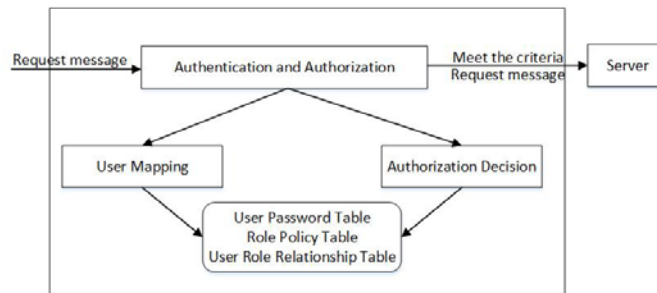 Request message
Authentication and Authorization
Meet the criteria
Request message
Server
User Mapping
Authorization Decision
User Password Table
Role Policy Table
User Role Relationship Table